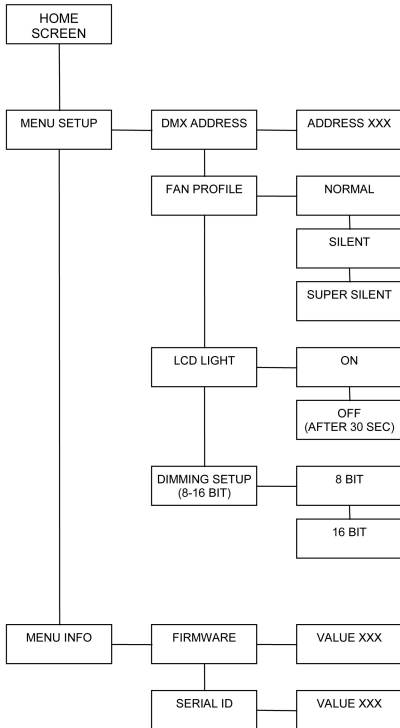 HOME
SCREEN
MENU SETUP
DMX ADDRESS
ADDRESS XXX
FAN PROFILE
NORMAL
SILENT
SUPER SILENT
LCD LIGHT
ON
OFF
(AFTER 30 SEC)
DIMMING SETUP
(8-16 BIT)
8 BIT
16 BIT
MENU INFO
FIRMWARE
VALUE XXX
SERIAL ID
VALUE XXX